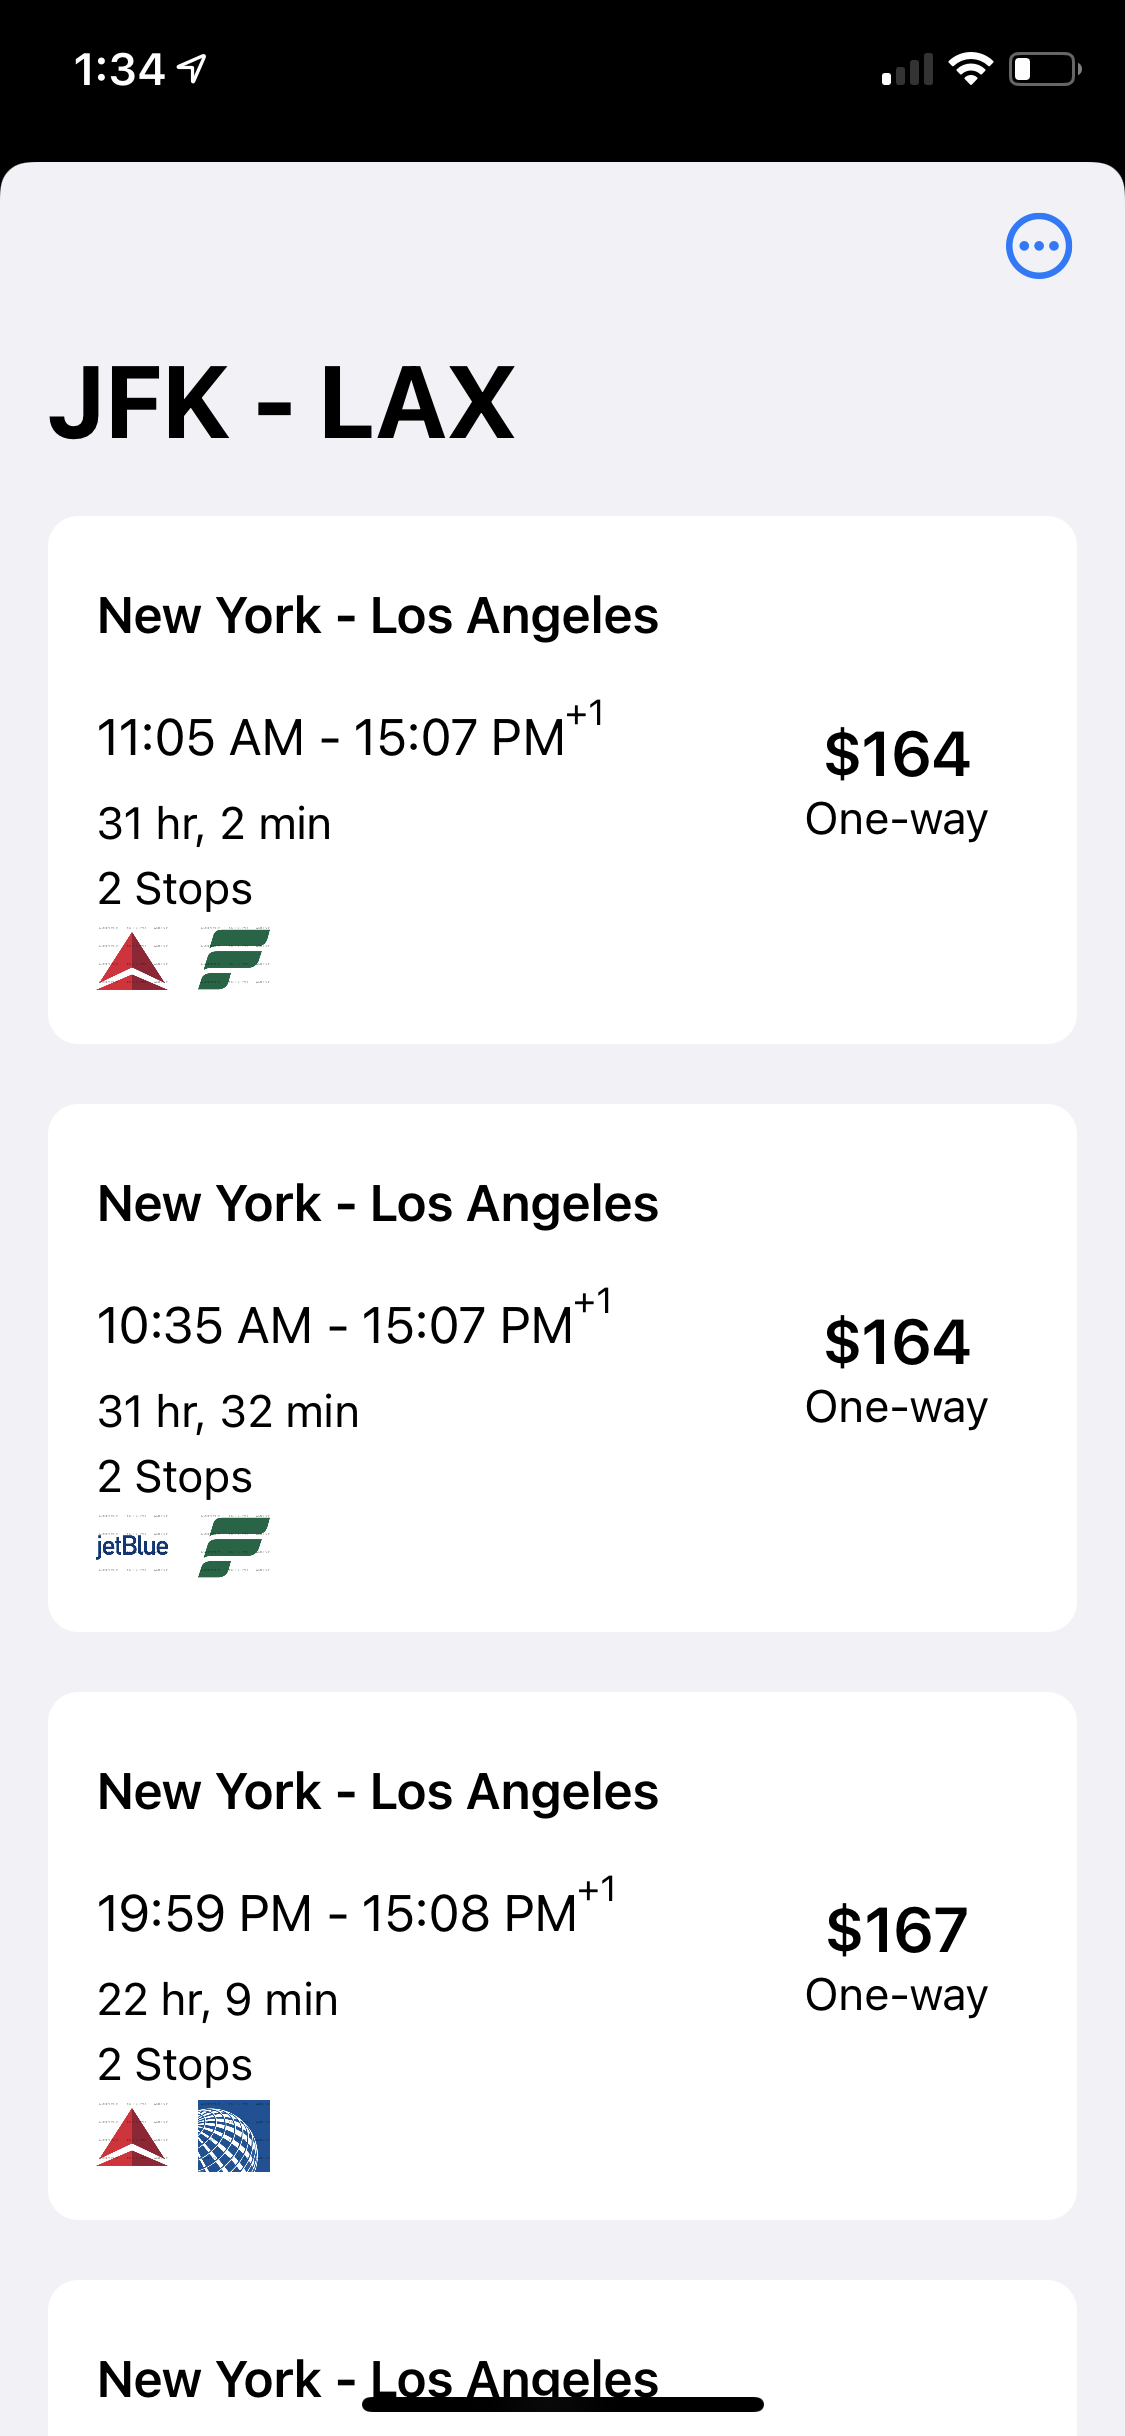 1:34
JFK - LAX
New York - Los Angeles
11:05 AM - 15:07 PM+1
$164
One-way
31 hr, 2 min
2 Stops
New York - Los Angeles
10:35 AM - 15:07 PM+1
$164
One-way
31 hr, 32 min
2 Stops
jetBlue
New York - Los Angeles
19:59 PM - 15:08 PM+1
$167
One-way
22 hr, 9 min
2 Stops
New York - Los Angeles